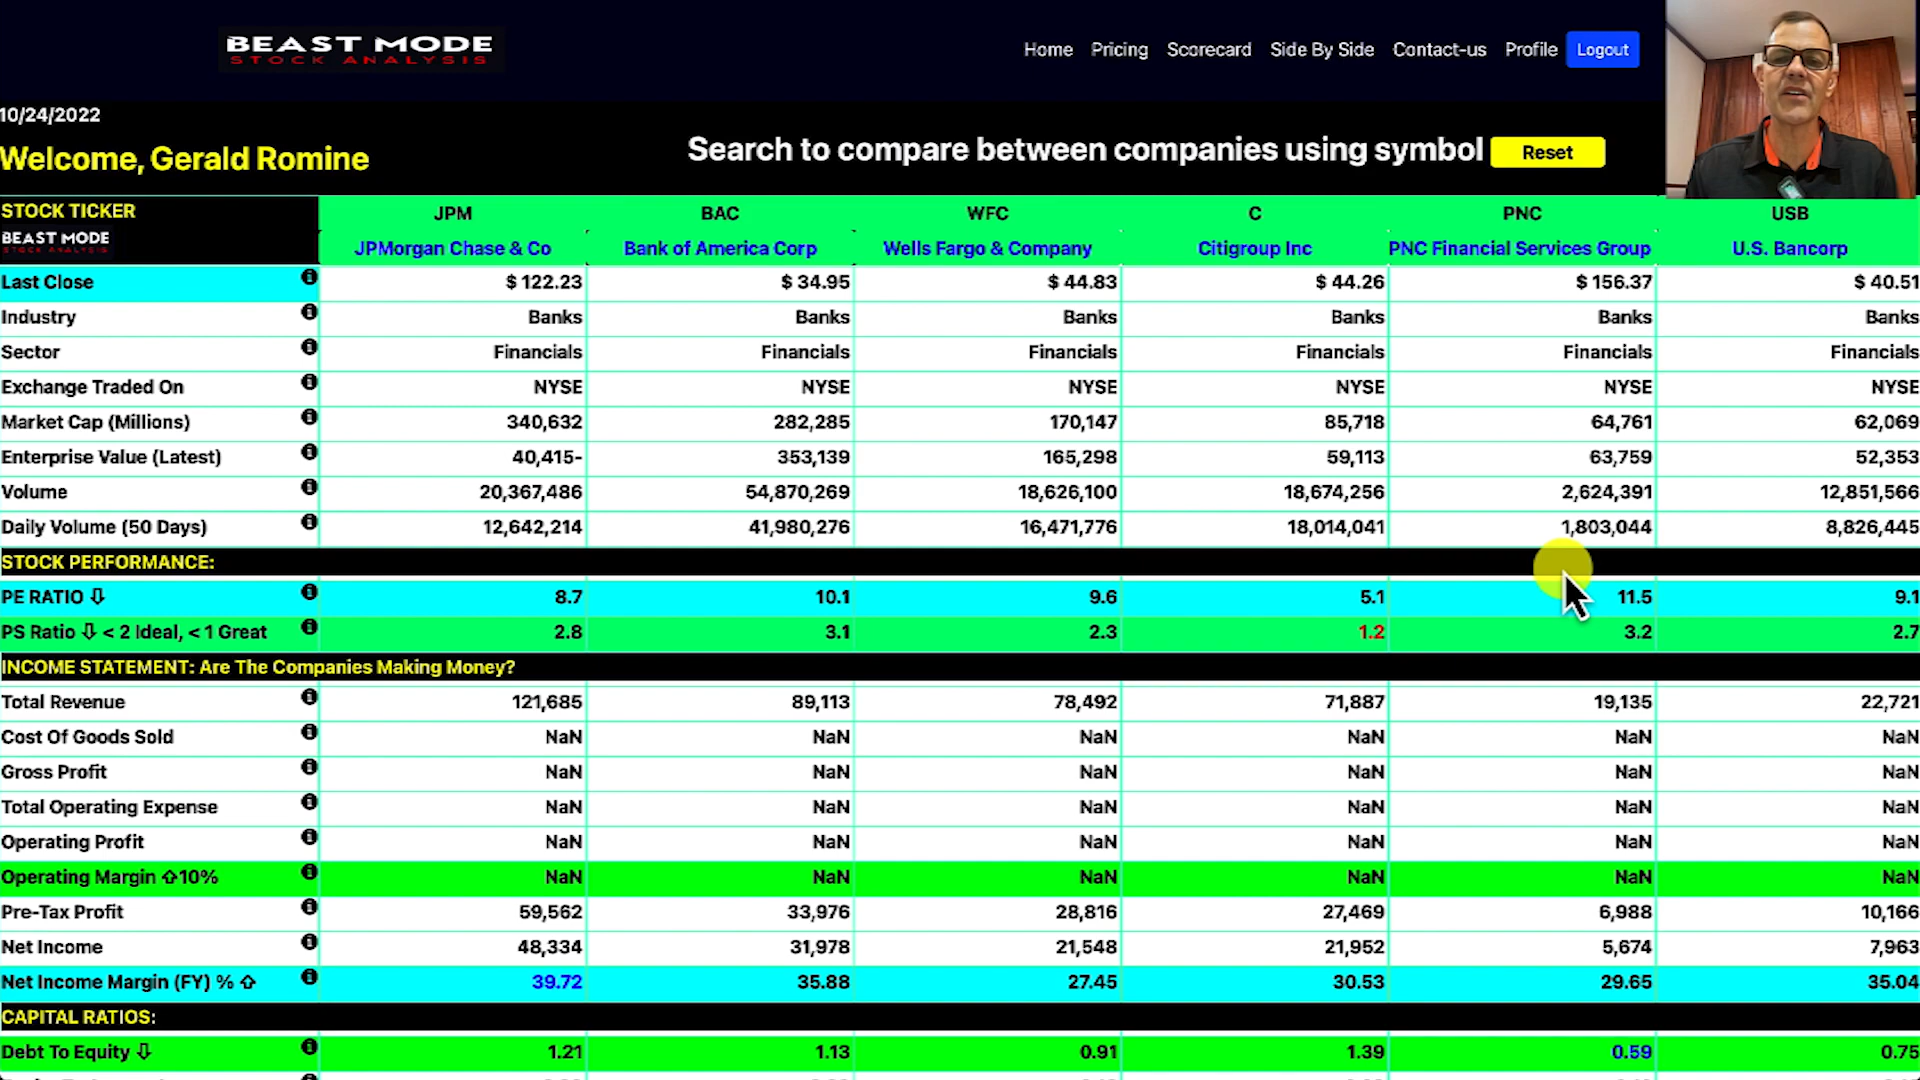 BEAST MODE
STOCK ANALYSIS
Home Pricing Scorecard Side By Side Contact-us Profile Logout
10/24/2022
Welcome, Gerald Romine
Search to compare between companies using symbol Reset
STOCK TICKER JPM BAC WFC C PNC USB
BEAST MODE
STOCK ANALYSIS
JPMorgan Chase & Co Bank of America Corp Wells Fargo & Company Citigroup Inc PNC Financial Services Group U.S. Bancorp
Last Close $ 122.23 $ 34.95 $ 44.83 $ 44.26 $ 156.37 $ 40.51
Industry Banks Banks Banks Banks Banks Banks
Sector Financials Financials Financials Financials Financials Financials
Exchange Traded On NYSE NYSE NYSE NYSE NYSE NYSE
Market Cap (Millions) 340,632 282,285 170,147 85,718 64,761 62,069
Enterprise Value (Latest) 40,415- 353,139 165,298 59,113 63,759 52,353
Volume 20,367,486 54,870,269 18,626,100 18,674,256 2,624,391 12,851,566
Daily Volume (50 Days) 12,642,214 41,980,276 16,471,776 18,014,041 1,803,044 8,826,445
STOCK PERFORMANCE:
PE RATIO ⇩ 8.7 10.1 9.6 5.1 11.5 9.1
PS Ratio ⇩ < 2 Ideal, < 1 Great 2.8 3.1 2.3 1.2 3.2 2.7
INCOME STATEMENT: Are The Companies Making Money?
Total Revenue 121,685 89,113 78,492 71,887 19,135 22,721
Cost Of Goods Sold NaN NaN NaN NaN NaN NaN
Gross Profit NaN NaN NaN NaN NaN NaN
Total Operating Expense NaN NaN NaN NaN NaN NaN
Operating Profit NaN NaN NaN NaN NaN NaN
Operating Margin ⇧10% NaN NaN NaN NaN NaN NaN
Pre-Tax Profit 59,562 33,976 28,816 27,469 6,988 10,166
Net Income 48,334 31,978 21,548 21,952 5,674 7,963
Net Income Margin (FY) % ⇧ 39.72 35.88 27.45 30.53 29.65 35.04
CAPITAL RATIOS:
Debt To Equity ⇩ 1.21 1.13 0.91 1.39 0.59 0.75